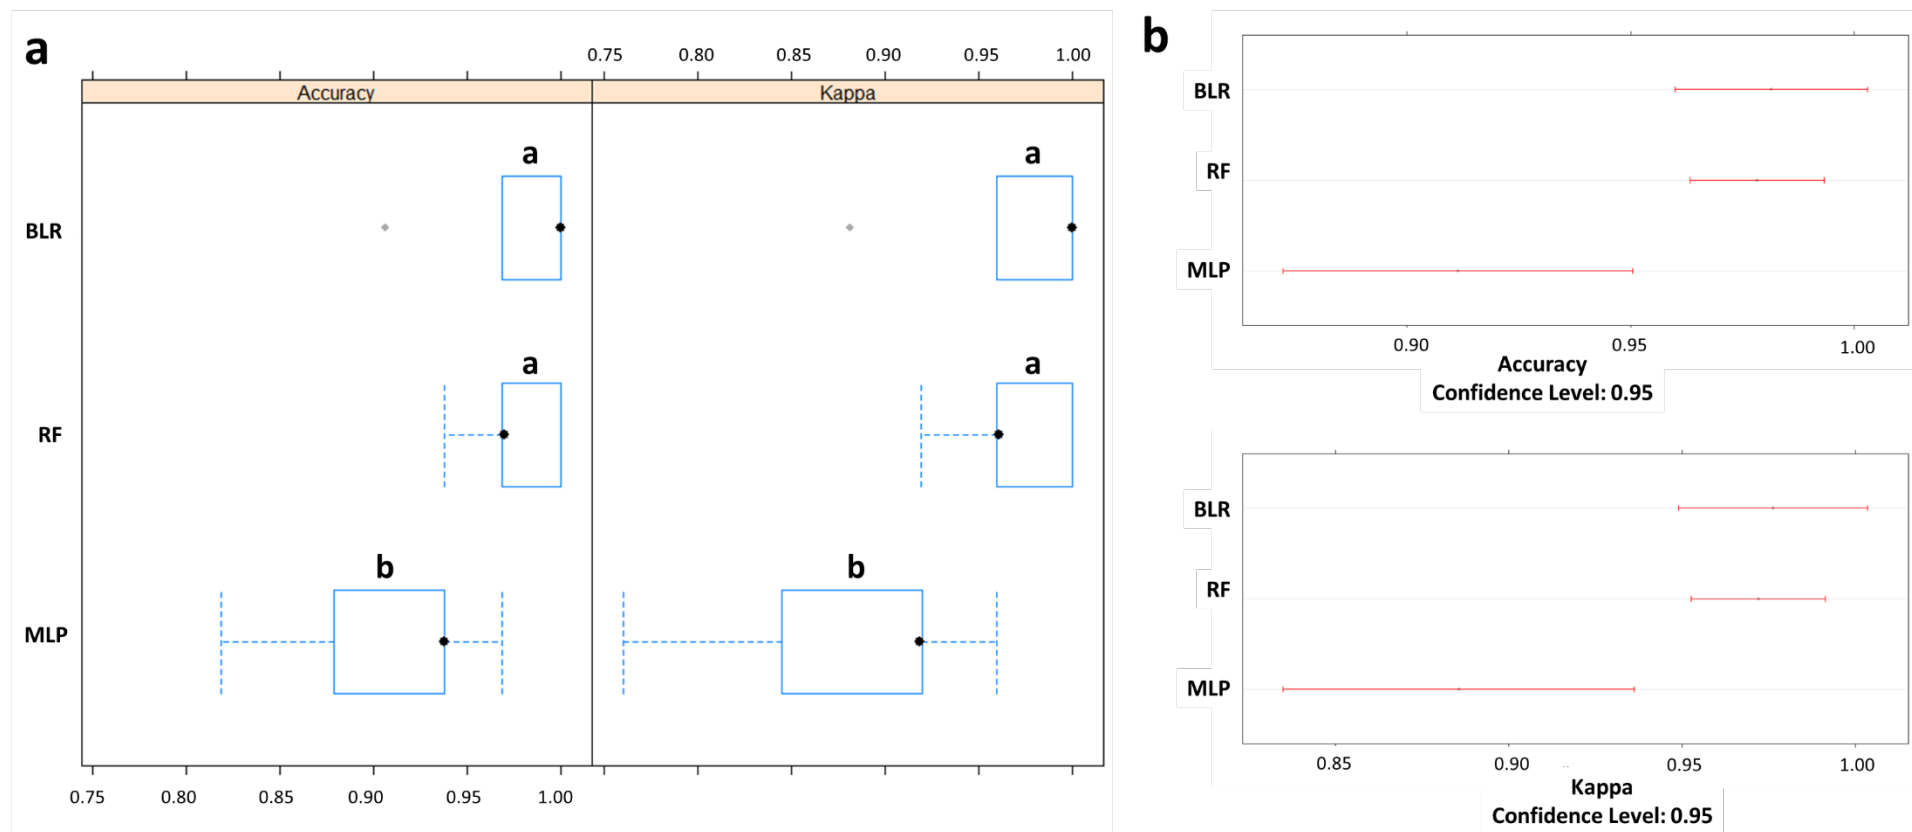 a
0.75 0.80 0.85 0.90 0.95 1.00
Accuracy Kappa
a a
BLR
a a
RF
b b
MLP
0.75 0.80 0.85 0.90 0.95 1.00
b
BLR
RF
MLP
0.90 0.95 1.00
Accuracy
Confidence Level: 0.95
BLR
RF
MLP
0.85 0.90 0.95 1.00
Kappa
Confidence Level: 0.95